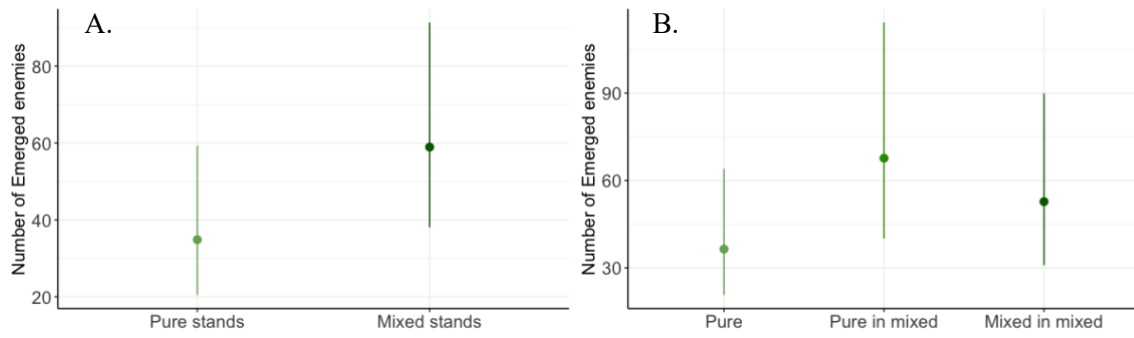 A.
Number of Emerged enemies
80
60
40
20
Pure stands Mixed stands
B.
Number of Emerged enemies
90
60
30
Pure Pure in mixed Mixed in mixed